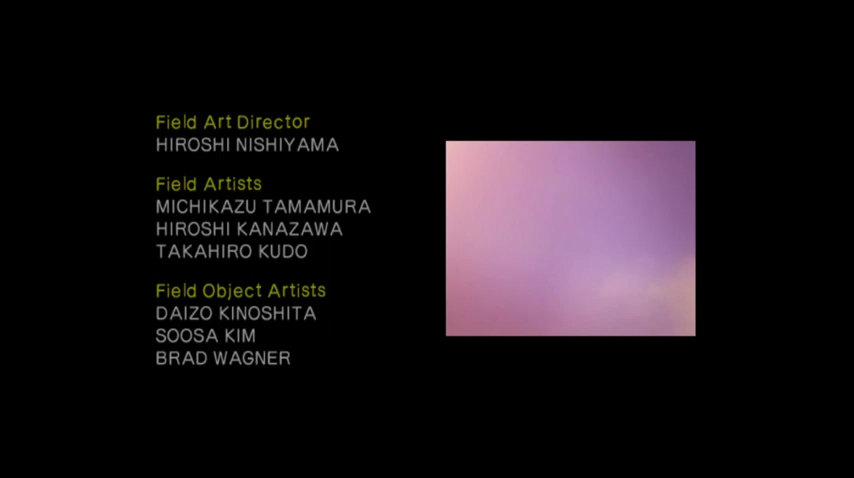 Field Art Director
HIROSHI NISHIYAMA
Field Artists
MICHIKAZU TAMAMURA
HIROSHI KANAZAWA
TAKAHIRO KUDO
Field Object Artists
DAIZO KINOSHITA
SOOSA KIM
BRAD WAGNER